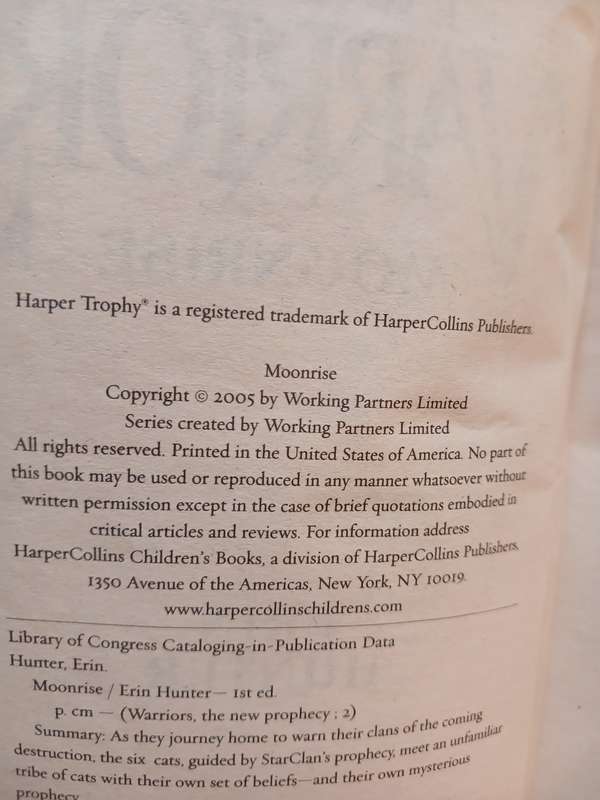 Harper Trophy® is a registered trademark of HarperCollins Publishers.
Moonrise
Copyright © 2005 by Working Partners Limited
Series created by Working Partners Limited
All rights reserved. Printed in the United States of America. No part of
this book may be used or reproduced in any manner whatsoever without
written permission except in the case of brief quotations embodied in
critical articles and reviews. For information address
HarperCollins Children's Books, a division of HarperCollins Publishers,
1350 Avenue of the Americas, New York, NY 10019.
www.harpercollinschildrens.com
Library of Congress Cataloging-in-Publication Data
Hunter, Erin.
Moonrise / Erin Hunter— 1st ed.
p. cm — (Warriors, the new prophecy ; 2)
Summary: As they journey home to warn their clans of the coming
destruction, the six cats, guided by StarClan's prophecy, meet an unfamiliar
tribe of cats with their own set of beliefs—and their own mysterious
prophecy